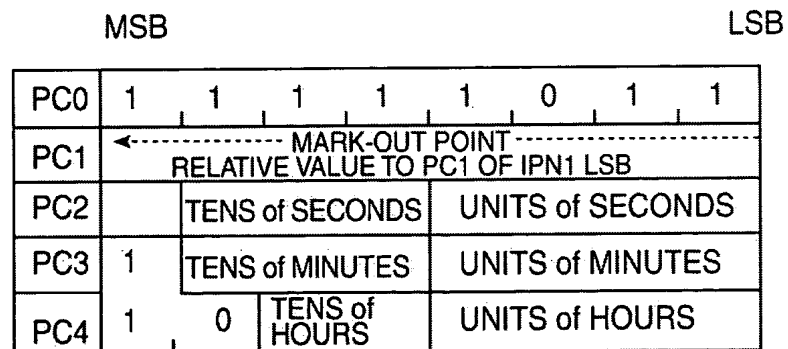 MSB LSB
PC0 1 1 1 1 1 0 1 1
PC1 MARK-OUT POINT
RELATIVE VALUE TO PC1 OF IPN1 LSB
PC2 TENS of SECONDS UNITS of SECONDS
PC3 1 TENS of MINUTES UNITS of MINUTES
PC4 1 0 TENS of HOURS UNITS of HOURS